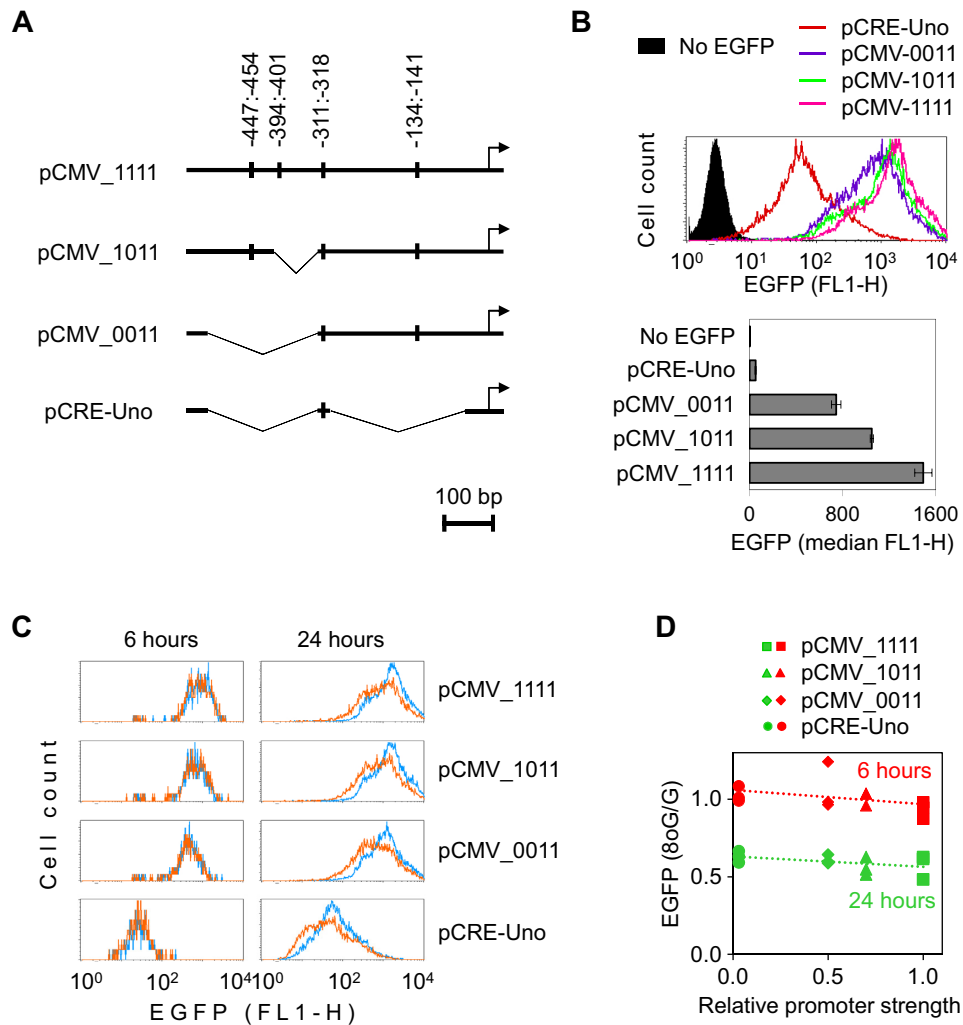 A
-447:-454
-394:-401
-311:-318
-134:-141
pCMV_1111
pCMV_1011
pCMV_0011
pCRE-Uno
100 bp
B
No EGFP
pCRE-Uno
pCMV-0011
pCMV-1011
pCMV-1111
Cell count
10^0 10^1 10^2 10^3 10^4
EGFP (FL1-H)
No EGFP
pCRE-Uno
pCMV_0011
pCMV_1011
pCMV_1111
0 800 1600
EGFP (median FL1-H)
C
6 hours 24 hours
pCMV_1111
pCMV_1011
pCMV_0011
pCRE-Uno
Cell count
10^0 10^2 10^4 10^2 10^4
EGFP (FL1-H)
D
pCMV_1111
pCMV_1011
pCMV_0011
pCRE-Uno
6 hours
24 hours
EGFP (8oG/G)
1.0
0.5
0.0
0.0 0.5 1.0
Relative promoter strength